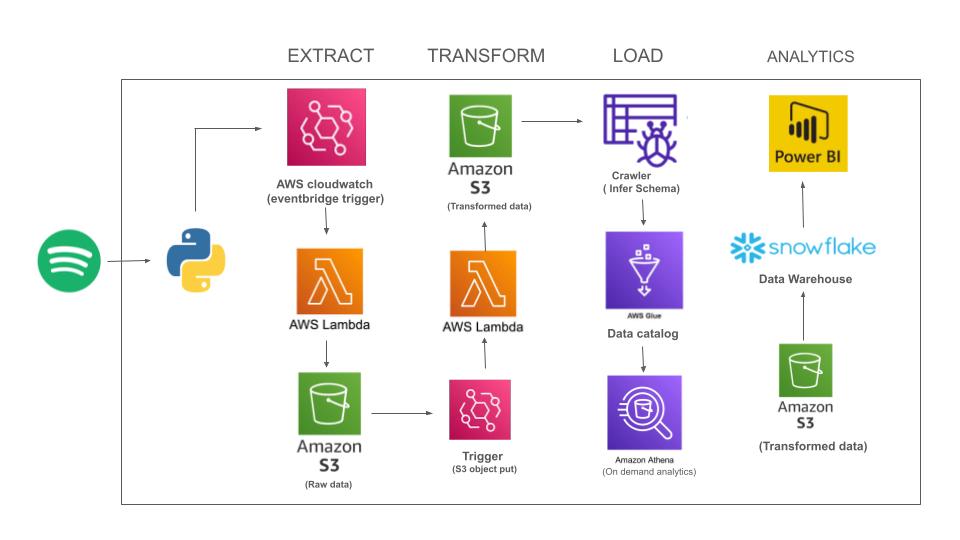 EXTRACT
TRANSFORM
LOAD
ANALYTICS
AWS cloudwatch
(eventbridge trigger)
AWS Lambda
Amazon
S3
(Raw data)
Amazon
S3
(Transformed data)
AWS Lambda
Trigger
(S3 object put)
Crawler
( Infer Schema)
AWS Glue
Data catalog
Amazon Athena
(On demand analytics)
Power BI
snowflake
Data Warehouse
Amazon
S3
(Transformed data)